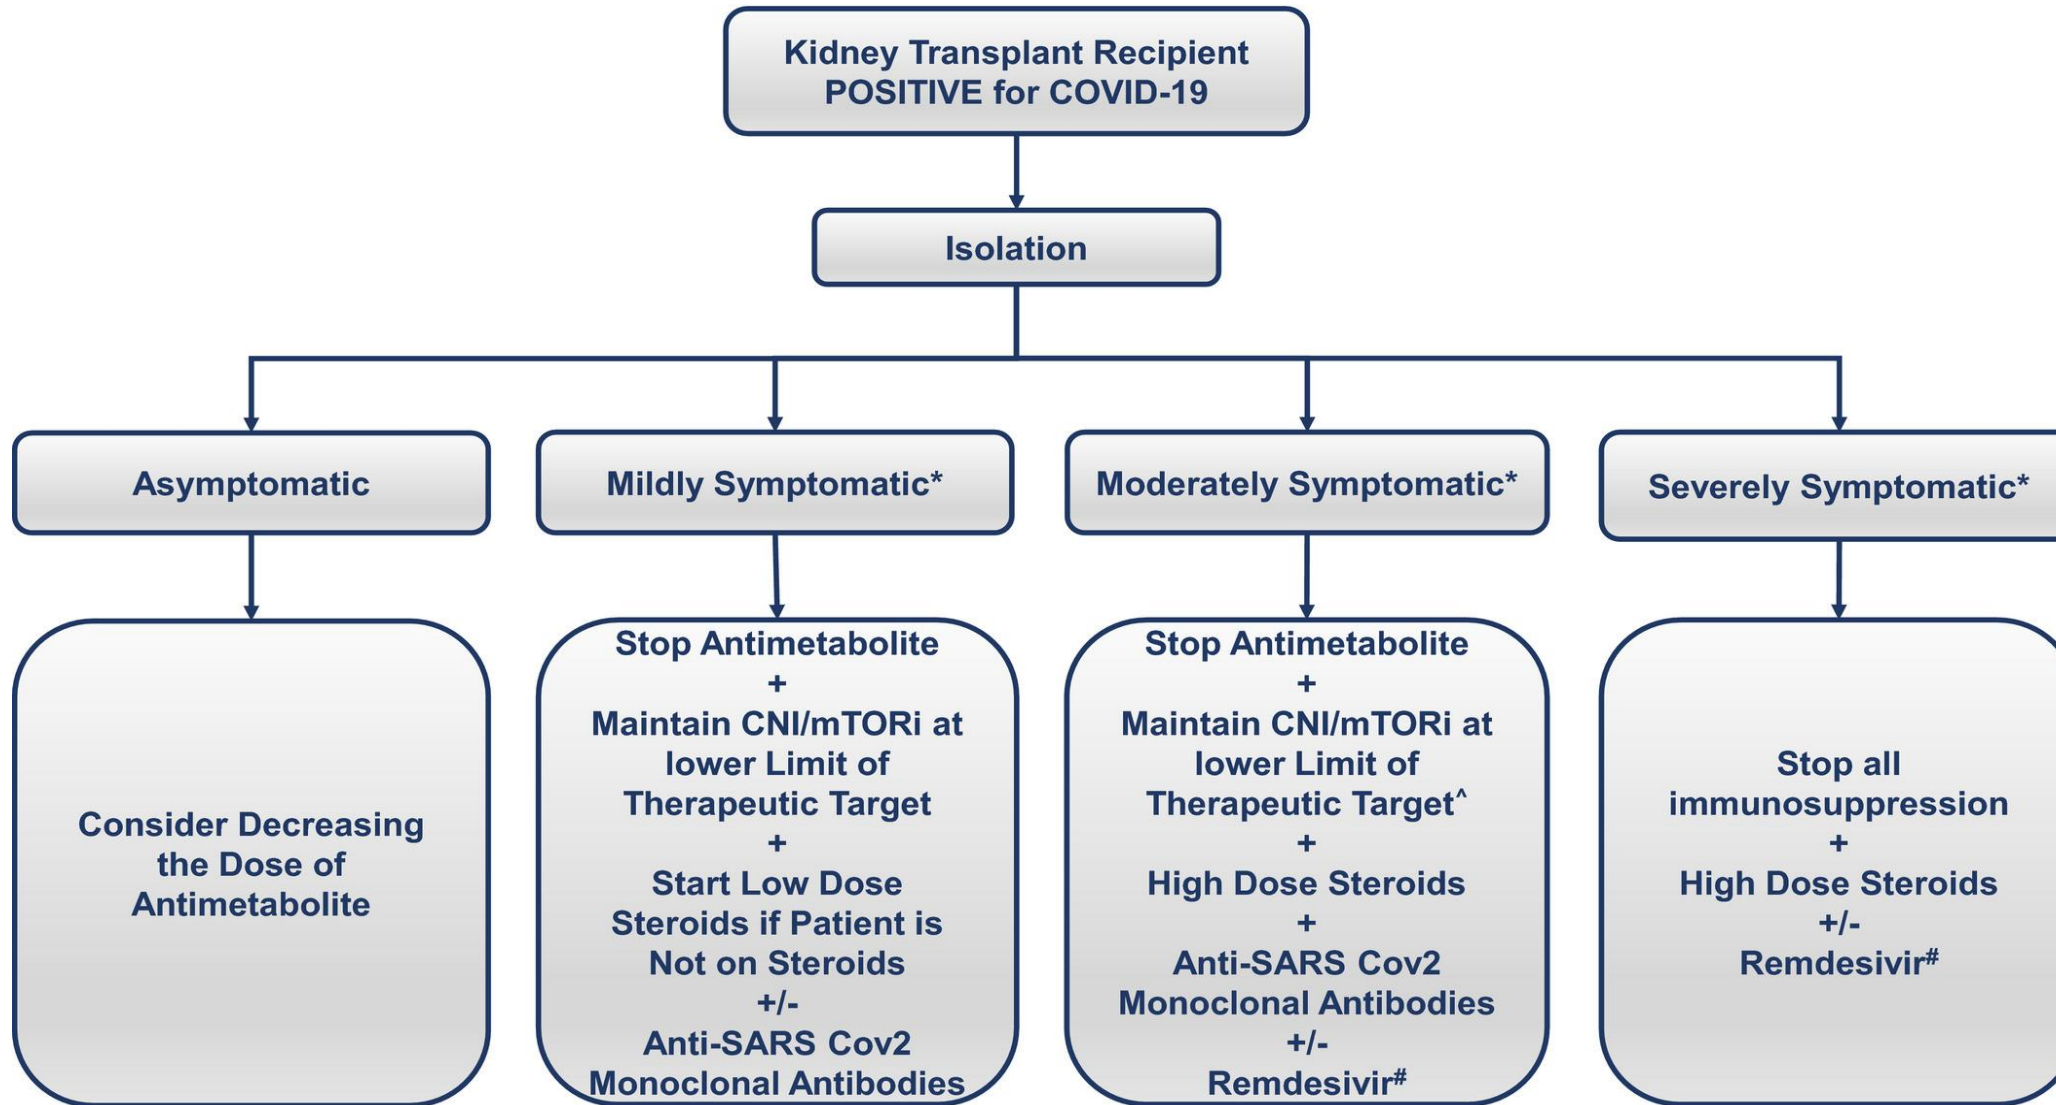 Kidney Transplant Recipient
POSITIVE for COVID-19
Isolation
Asymptomatic
Mildly Symptomatic*
Moderately Symptomatic*
Severely Symptomatic*
Consider Decreasing
the Dose of
Antimetabolite
Stop Antimetabolite
+
Maintain CNI/mTORi at
lower Limit of
Therapeutic Target
+
Start Low Dose
Steroids if Patient is
Not on Steroids
+/-
Anti-SARS Cov2
Monoclonal Antibodies
Stop Antimetabolite
+
Maintain CNI/mTORi at
lower Limit of
Therapeutic Target^
+
High Dose Steroids
+
Anti-SARS Cov2
Monoclonal Antibodies
+/-
Remdesivir#
Stop all
immunosuppression
+
High Dose Steroids
+/-
Remdesivir#